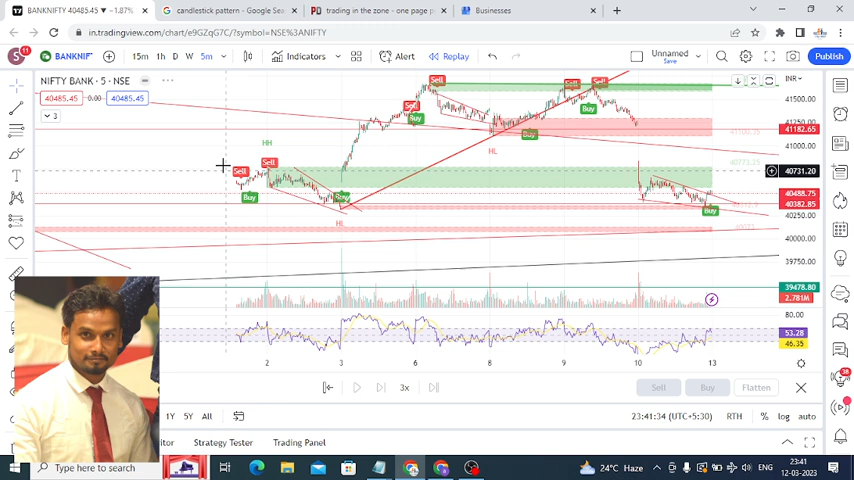 BANKNIFTY 40485.45 ▼ −1.87%
candlestick pattern - Google Sea
trading in the zone - one page p
Businesses
in.tradingview.com/chart/e9GZqG7C/?symbol=NSE%3ANIFTY
S 11 BANKNIF 15m 1h D W 5m Indicators Alert Replay Unnamed Save Publish
NIFTY BANK · 5 · NSE
INR
40485.45 0.00 40485.45
3
Sell Sell Sell Sell
41500.00
Buy Buy Buy
41250.00
41182.65
HH
HL
Sell Sell
40773.25
40731.20
Buy Buy Buy
40488.75
40382.85
HL
40250.00
40000.00
39750.00
39478.80
2.781M
80.00
53.28
46.35
2 3 6 8 9 10 13
3x Sell Buy Flatten
1Y 5Y All 23:41:34 (UTC+5:30) RTH % log auto
itor Strategy Tester Trading Panel
38
Type here to search
24°C Haze ENG 23:41
12-03-2023